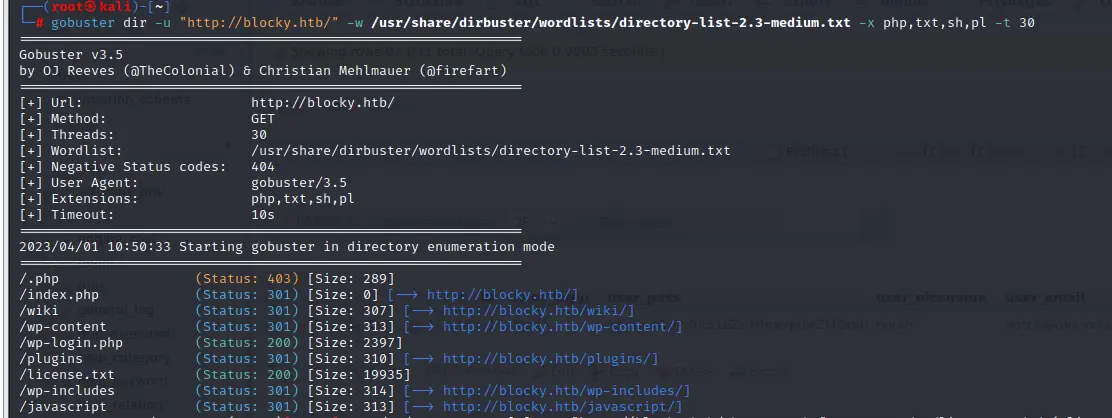 ┌──(root㉿kali)-[~]
└─# gobuster dir -u "http://blocky.htb/" -w /usr/share/dirbuster/wordlists/directory-list-2.3-medium.txt -x php,txt,sh,pl -t 30
===============================================================
Gobuster v3.5
by OJ Reeves (@TheColonial) & Christian Mehlmauer (@firefart)
===============================================================
[+] Url:                     http://blocky.htb/
[+] Method:                  GET
[+] Threads:                 30
[+] Wordlist:                /usr/share/dirbuster/wordlists/directory-list-2.3-medium.txt
[+] Negative Status codes:   404
[+] User Agent:              gobuster/3.5
[+] Extensions:              php,txt,sh,pl
[+] Timeout:                 10s
===============================================================
2023/04/01 10:50:33 Starting gobuster in directory enumeration mode
===============================================================
/.php                 (Status: 403) [Size: 289]
/index.php            (Status: 301) [Size: 0] [--> http://blocky.htb/]
/wiki                 (Status: 301) [Size: 307] [--> http://blocky.htb/wiki/]
/wp-content           (Status: 301) [Size: 313] [--> http://blocky.htb/wp-content/]
/wp-login.php         (Status: 200) [Size: 2397]
/plugins              (Status: 301) [Size: 310] [--> http://blocky.htb/plugins/]
/license.txt          (Status: 200) [Size: 19935]
/wp-includes          (Status: 301) [Size: 314] [--> http://blocky.htb/wp-includes/]
/javascript           (Status: 301) [Size: 313] [--> http://blocky.htb/javascript/]